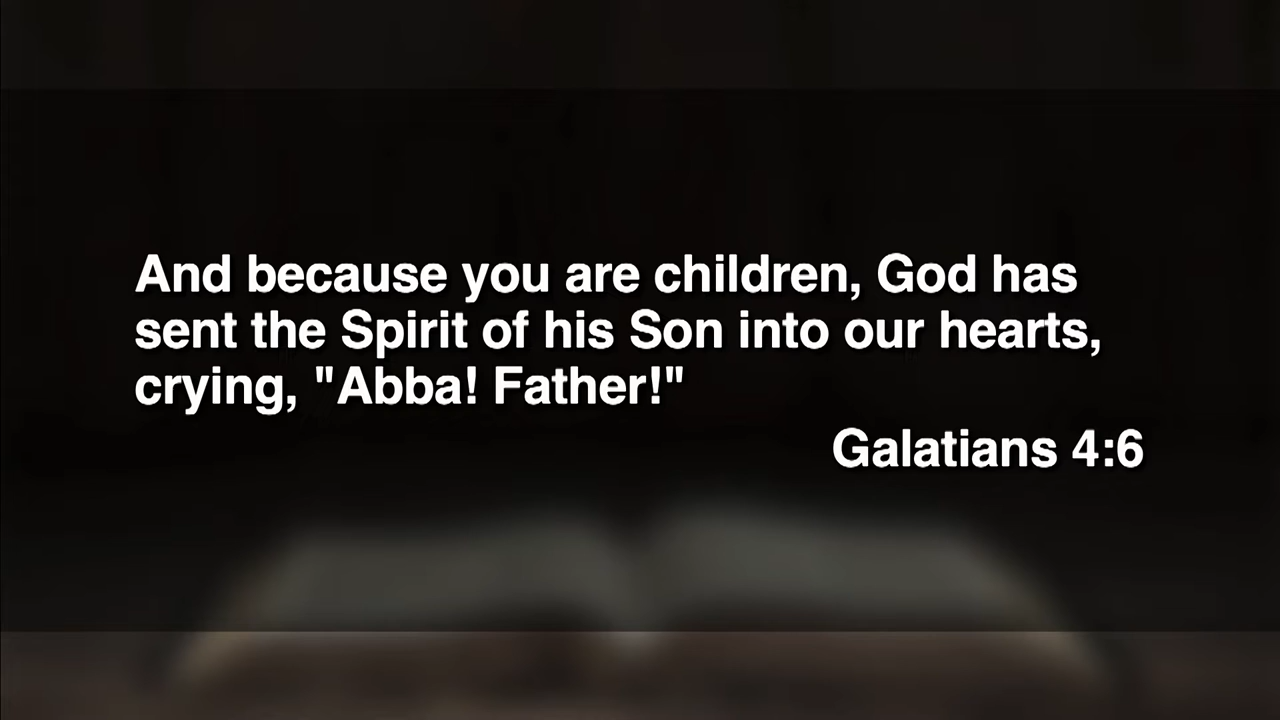 And because you are children, God has
sent the Spirit of his Son into our hearts,
crying, "Abba! Father!"
Galatians 4:6